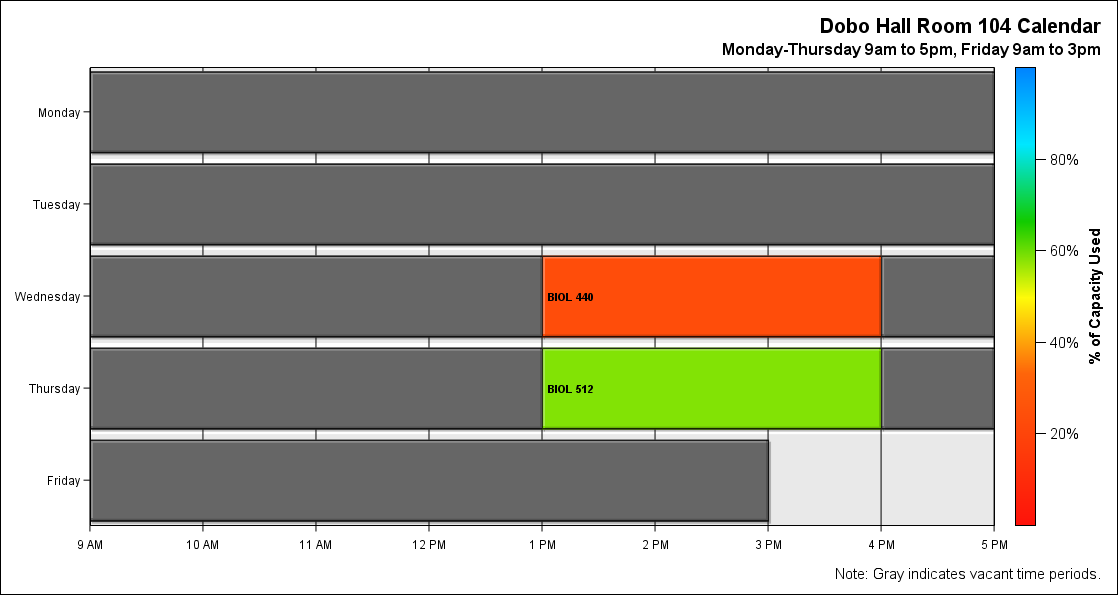 Dobo Hall Room 104 Calendar
Monday-Thursday 9am to 5pm, Friday 9am to 3pm
Monday
Tuesday
Wednesday
BIOL 440
Thursday
BIOL 512
Friday
9 AM 10 AM 11 AM 12 PM 1 PM 2 PM 3 PM 4 PM 5 PM
80%
60%
40%
20%
% of Capacity Used
Note: Gray indicates vacant time periods.